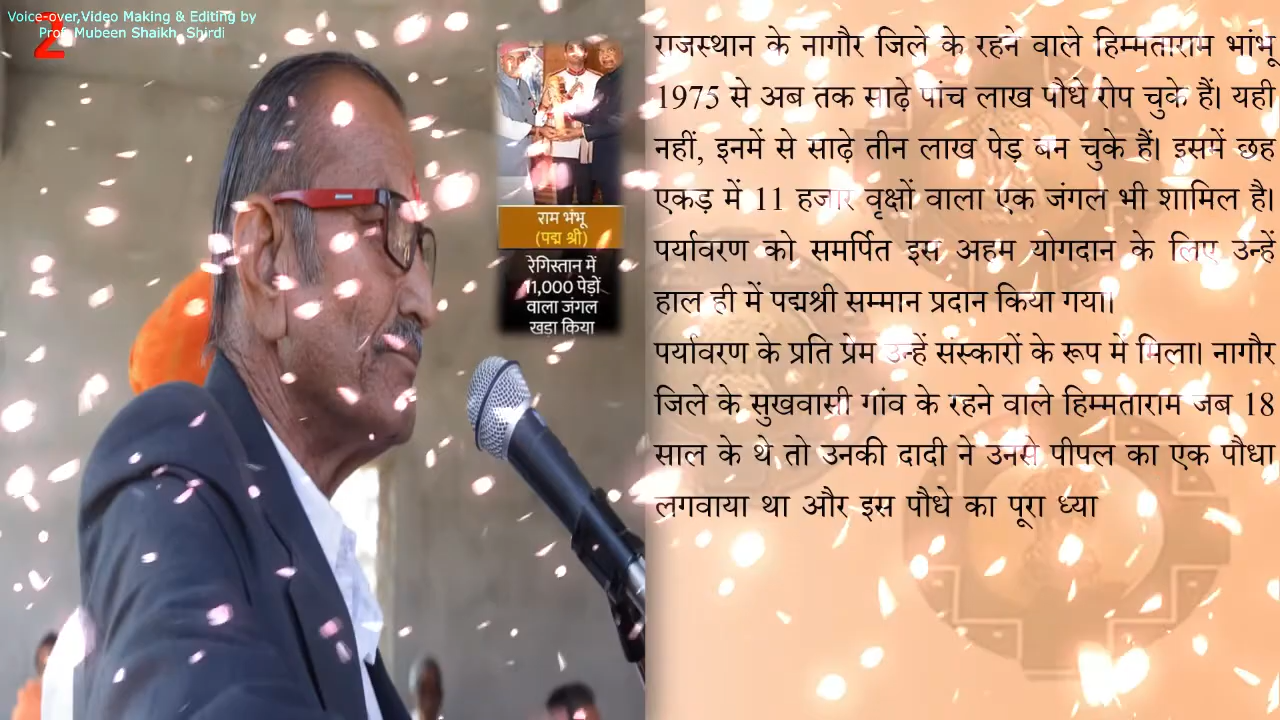 Voice-over,Video Making & Editing by
Prof. Mubeen Shaikh, Shirdi
2
राम भंभू
(पद्म श्री)
रेगिस्तान में
11,000 पेड़ों
वाला जंगल
खड़ा किया
राजस्थान के नागौर जिले के रहने वाले हिम्मताराम भांभू
1975 से अब तक साढ़े पांच लाख पौधे रोप चुके हैं। यही
नहीं, इनमें से साढ़े तीन लाख पेड़ बन चुके हैं। इसमें छह
एकड़ में 11 हजार वृक्षों वाला एक जंगल भी शामिल है।
पर्यावरण को समर्पित इस अहम योगदान के लिए उन्हें
हाल ही में पद्मश्री सम्मान प्रदान किया गया।
पर्यावरण के प्रति प्रेम उन्हें संस्कारों के रूप में मिला। नागौर
जिले के सुखवासी गांव के रहने वाले हिम्मताराम जब 18
साल के थे तो उनकी दादी ने उनसे पीपल का एक पौधा
लगवाया था और इस पौधे का पूरा ध्या